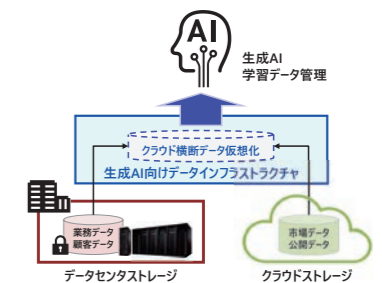 AI
生成AI
学習データ管理
クラウド横断データ仮想化
生成AI向けデータインフラストラクチャ
業務データ
顧客データ
市場データ
公開データ
データセンタストレージ
クラウドストレージ